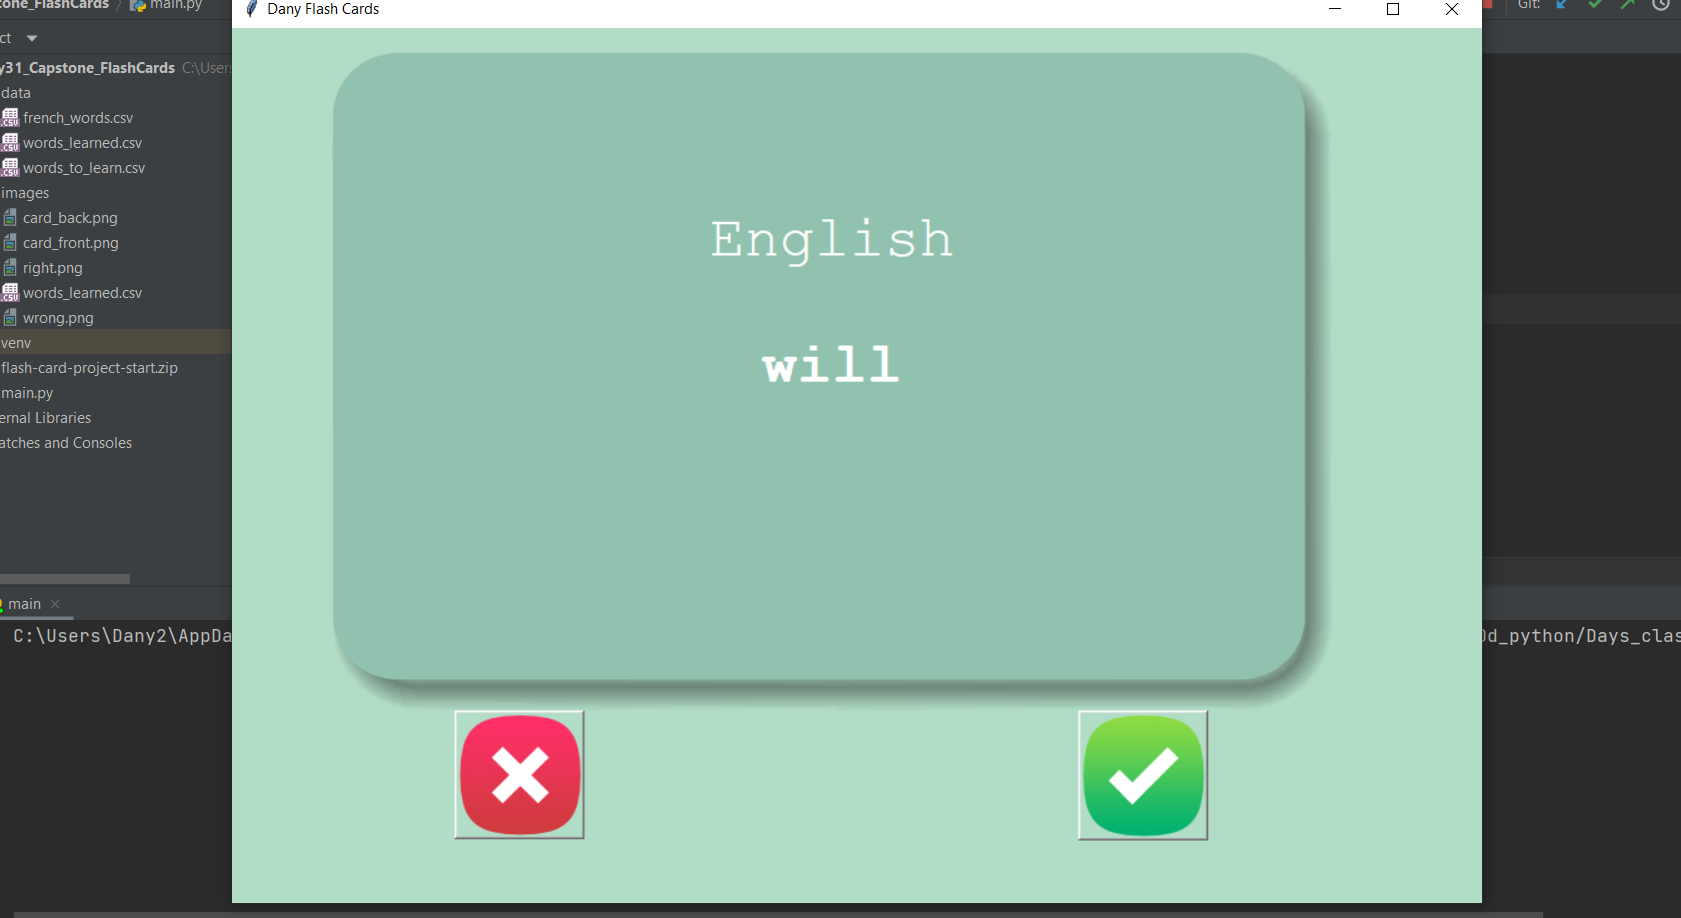 tone_FlashCards main.py
Dany Flash Cards
Git:
ct
y31_Capstone_FlashCards C:\Users
data
french_words.csv
words_learned.csv
words_to_learn.csv
images
card_back.png
card_front.png
right.png
words_learned.csv
wrong.png
venv
flash-card-project-start.zip
main.py
ernal Libraries
atches and Consoles
English
will
main
C:\Users\Dany2\AppDa
0d_python/Days_clas